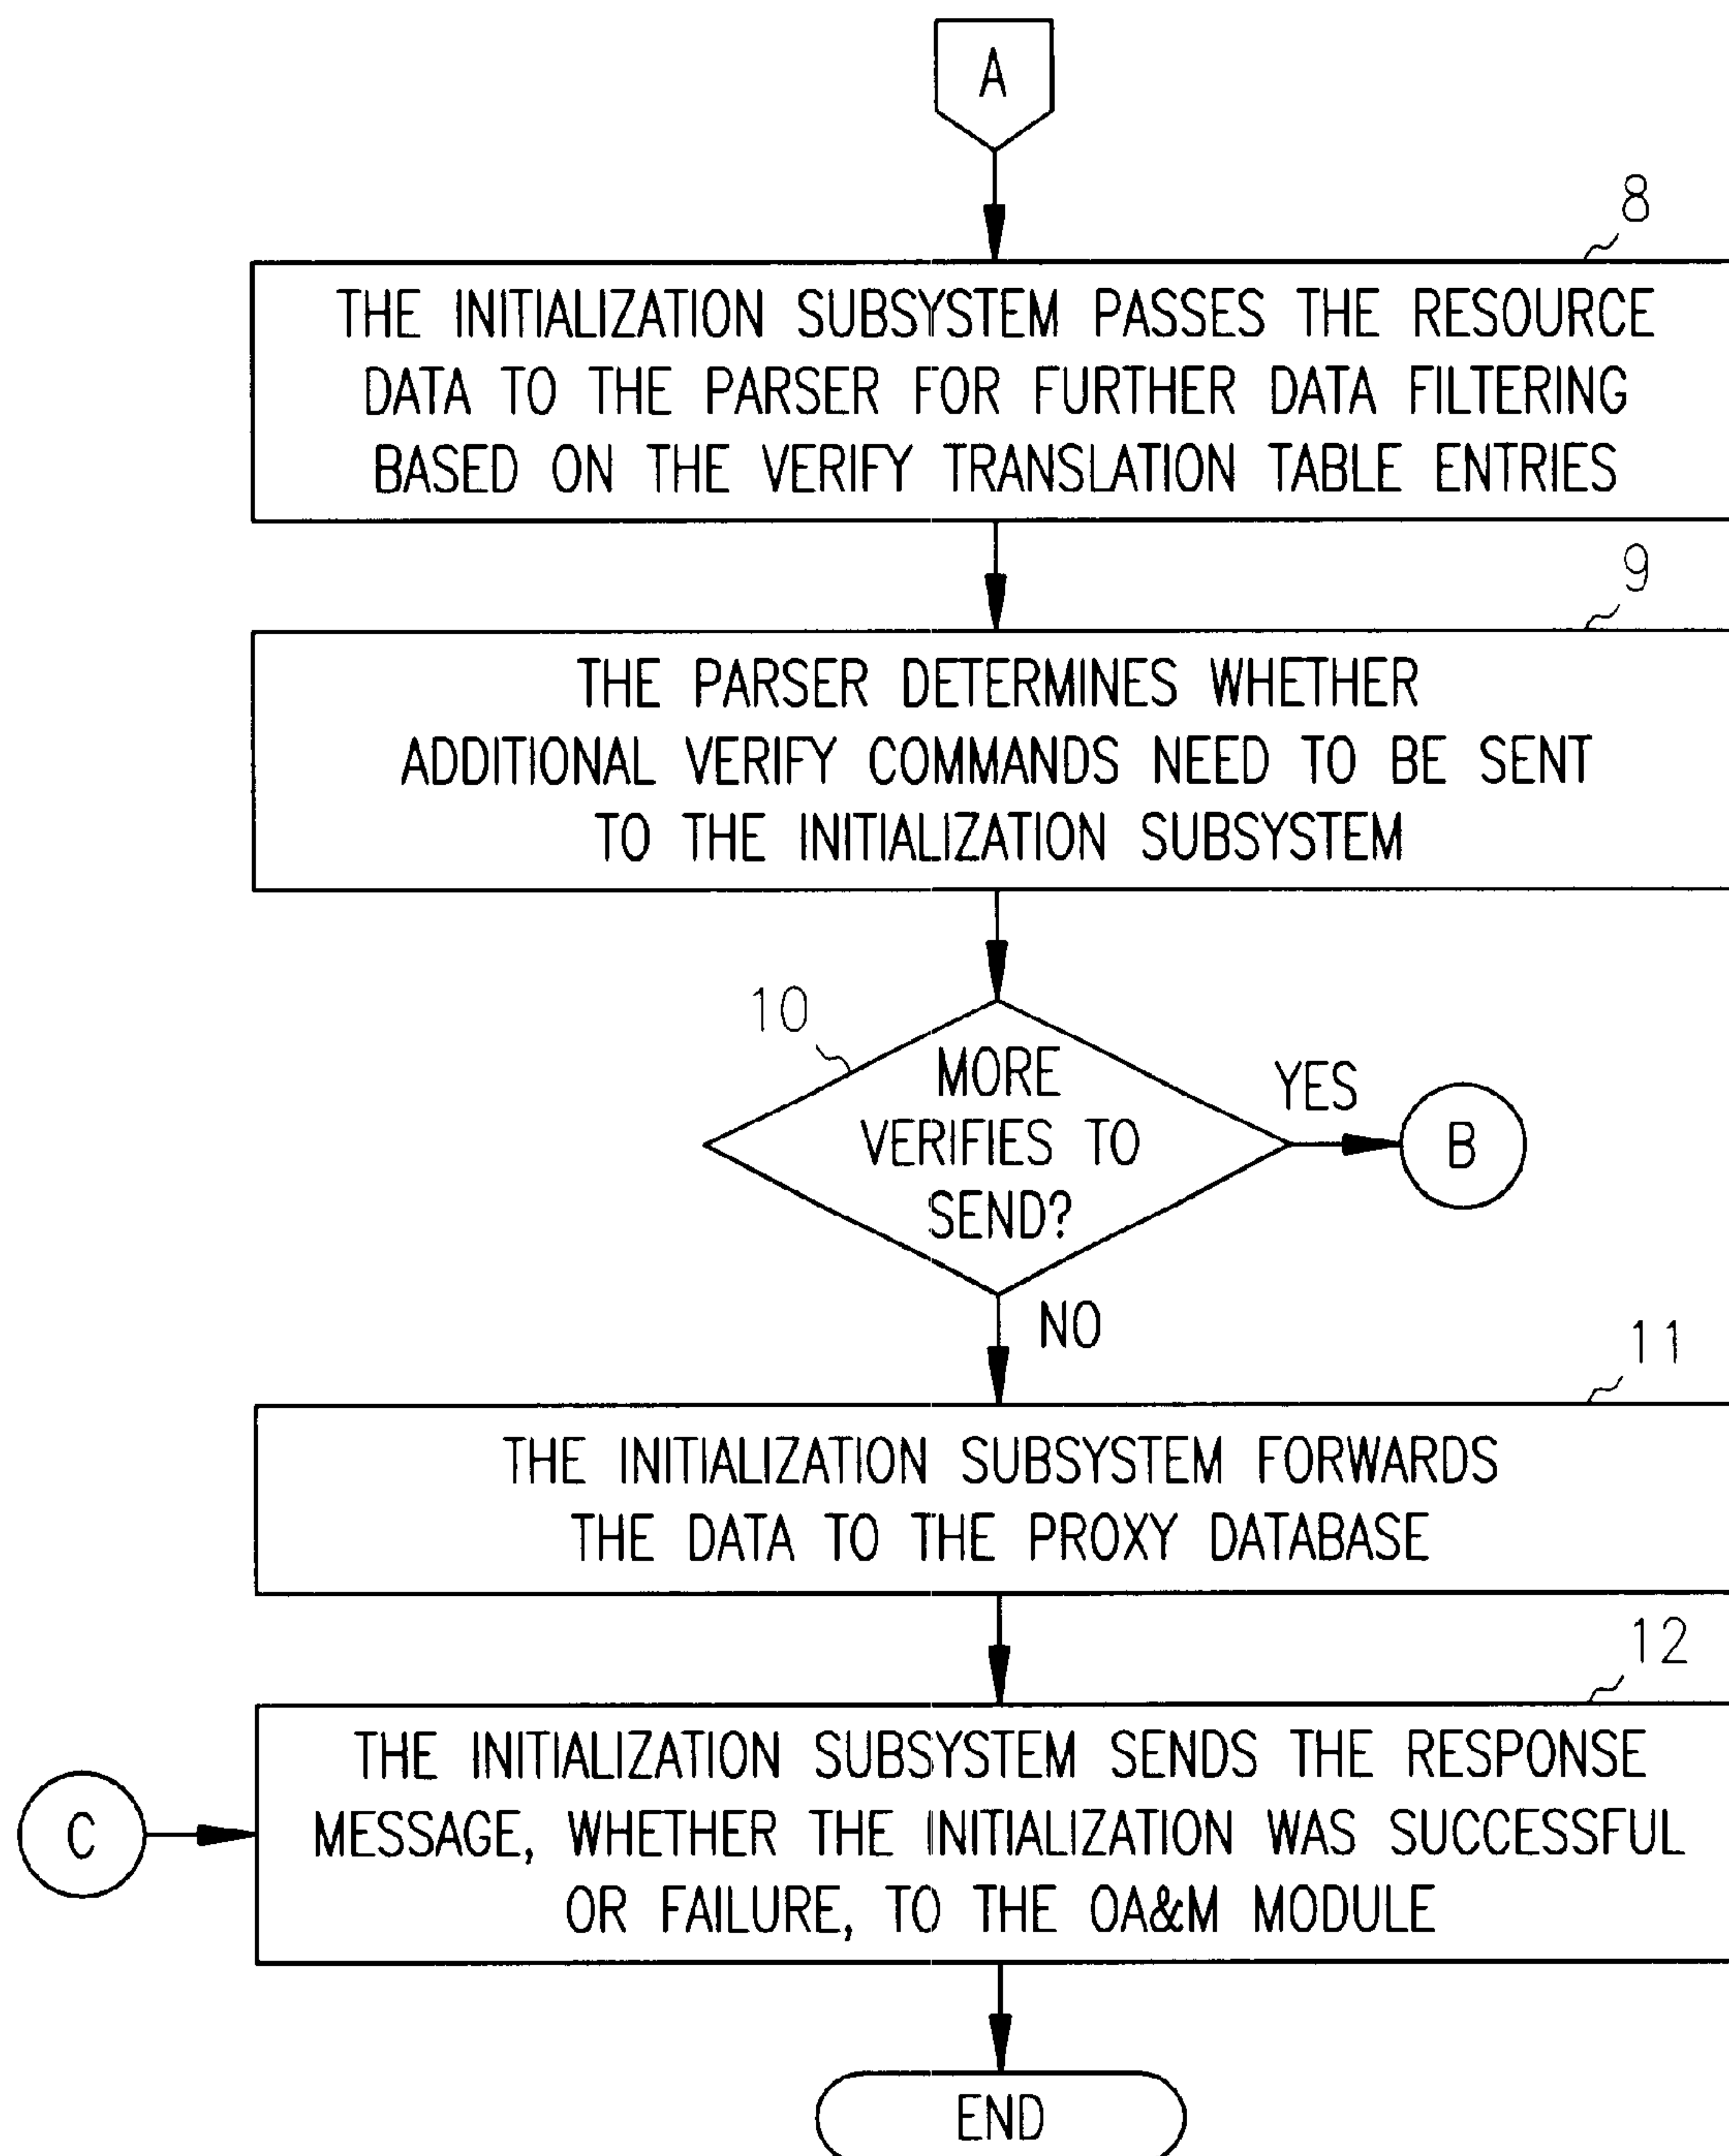 A
8
THE INITIALIZATION SUBSYSTEM PASSES THE RESOURCE
DATA TO THE PARSER FOR FURTHER DATA FILTERING
BASED ON THE VERIFY TRANSLATION TABLE ENTRIES
9
THE PARSER DETERMINES WHETHER
ADDITIONAL VERIFY COMMANDS NEED TO BE SENT
TO THE INITIALIZATION SUBSYSTEM
10
MORE
VERIFIES TO
SEND?
YES
B
NO
11
THE INITIALIZATION SUBSYSTEM FORWARDS
THE DATA TO THE PROXY DATABASE
12
THE INITIALIZATION SUBSYSTEM SENDS THE RESPONSE
MESSAGE, WHETHER THE INITIALIZATION WAS SUCCESSFUL
OR FAILURE, TO THE OA&M MODULE
C
END